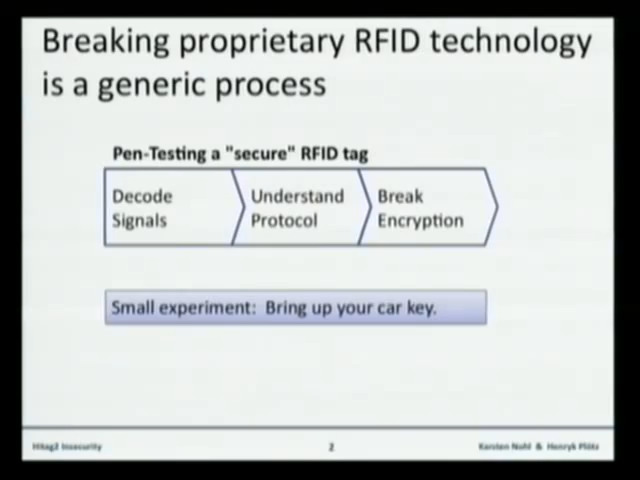 Breaking proprietary RFID technology
is a generic process
Pen-Testing a "secure" RFID tag
Decode
Signals
Understand
Protocol
Break
Encryption
Small experiment: Bring up your car key.
Hitag2 Insecurity
2
Karsten Nohl & Henryk Plötz